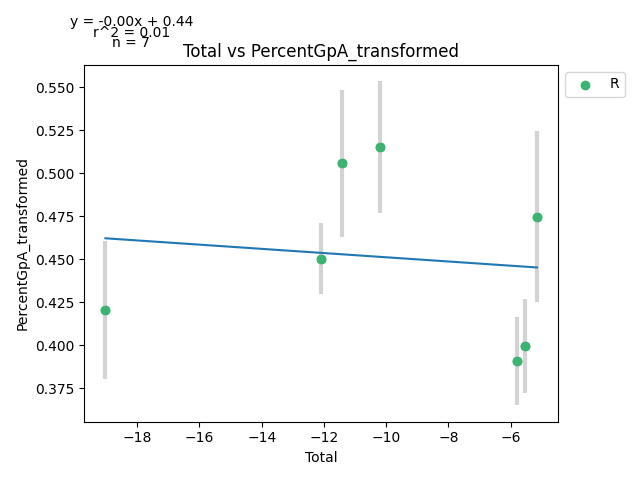 y = -0.00x + 0.44
r^2 = 0.01
n = 7
Total vs PercentGpA_transformed
R
PercentGpA_transformed
0.550
0.525
0.500
0.475
0.450
0.425
0.400
0.375
−18 −16 −14 −12 −10 −8 −6
Total